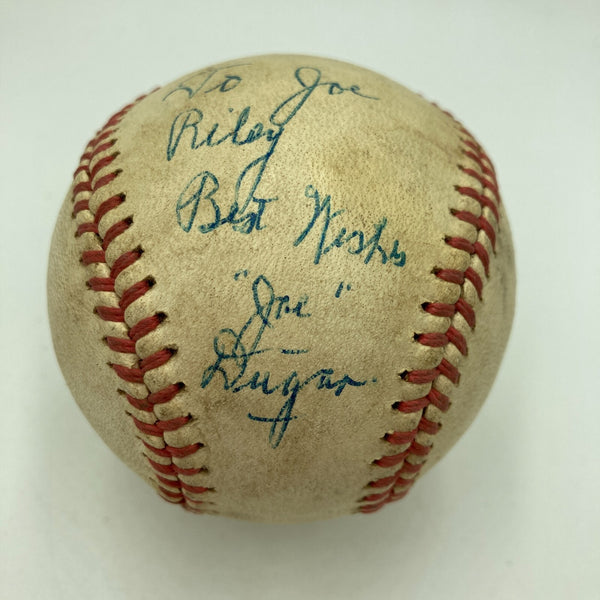 To Joe
Riley
Best Wishes
"Joe"
Dugan